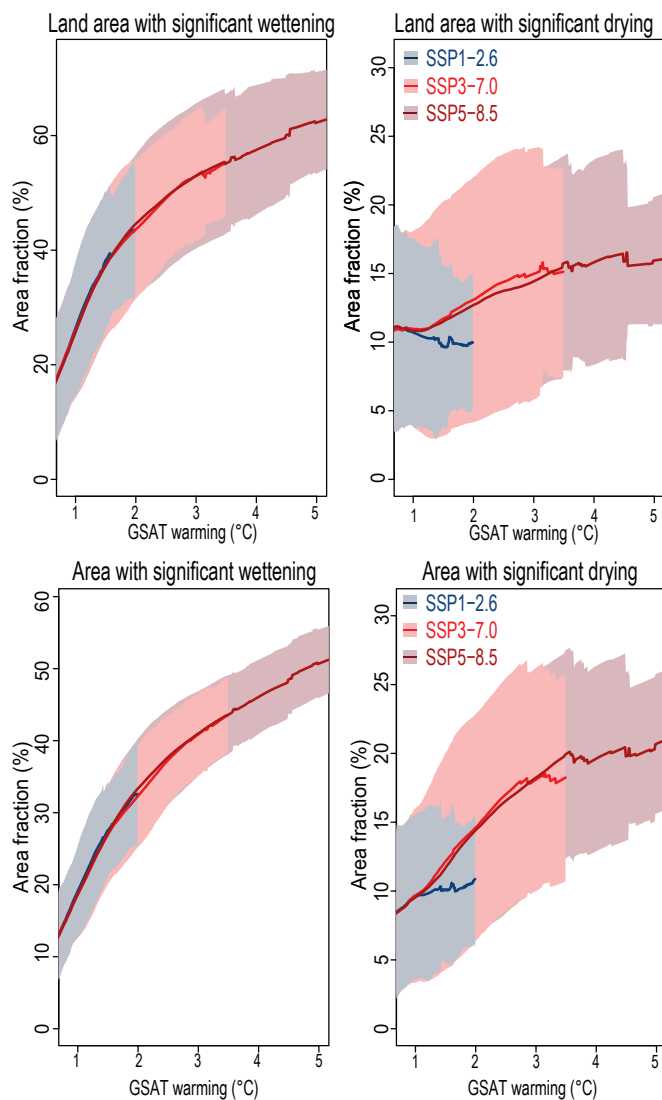 Land area with significant wettening
Area fraction (%)
0
20
40
60
1
2
3
4
5
GSAT warming (°C)
Land area with significant drying
SSP1−2.6
SSP3−7.0
SSP5−8.5
Area fraction (%)
0
5
10
15
20
25
30
1
2
3
4
5
GSAT warming (°C)
Area with significant wettening
Area fraction (%)
0
10
20
30
40
50
60
1
2
3
4
5
GSAT warming (°C)
Area with significant drying
SSP1−2.6
SSP3−7.0
SSP5−8.5
Area fraction (%)
0
5
10
15
20
25
30
1
2
3
4
5
GSAT warming (°C)